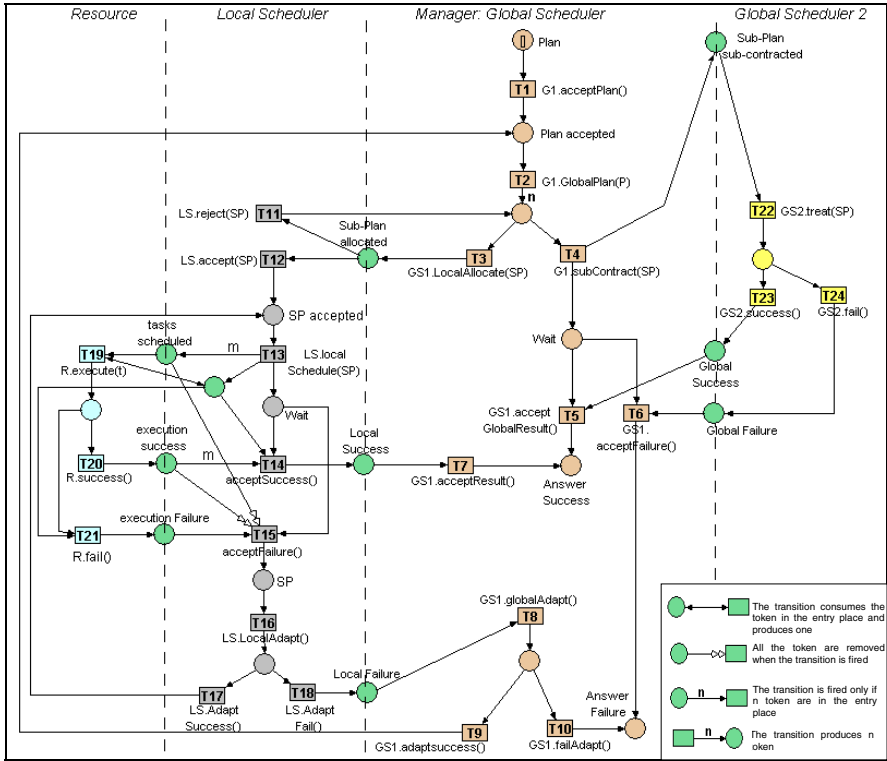 Resource
Local Scheduler
Manager: Global Scheduler
Global Scheduler 2
Plan
Sub-Plan
sub-contracted
T1
G1.acceptPlan()
Plan accepted
T2
G1.GlobalPlan(P)
n
LS.reject(SP)
T11
Sub-Plan
allocated
T22
GS2.treat(SP)
LS.accept(SP)
T12
T3
T4
GS1.LocalAllocate(SP)
G1.subContract(SP)
T23
T24
GS2.success()
GS2.fail()
SP accepted
tasks
scheduled
T19
m
T13
LS.local
Schedule(SP)
R.execute(t)
Wait
Global
Success
Wait
T5
T6
GS1.accept
GlobalResult()
GS1.
acceptFailure()
Global Failure
execution
success
Local
Success
T20
m
T14
T7
R.success()
acceptSuccess()
GS1.acceptResult()
Answer
Success
execution Failure
T21
T15
R.fail()
acceptFailure()
SP
GS1.globalAdapt()
T8
T16
LS.LocalAdapt()
Local Failure
T17
T18
LS.Adapt
Success()
LS.Adapt
Fail()
Answer
Failure
T9
T10
GS1.adaptsuccess()
GS1.failAdapt()
The transition consumes the
token in the entry place and
produces one
All the token are removed
when the transition is fired
n
The transition is fired only if
n token are in the entry
place
n
The transition produces n
oken